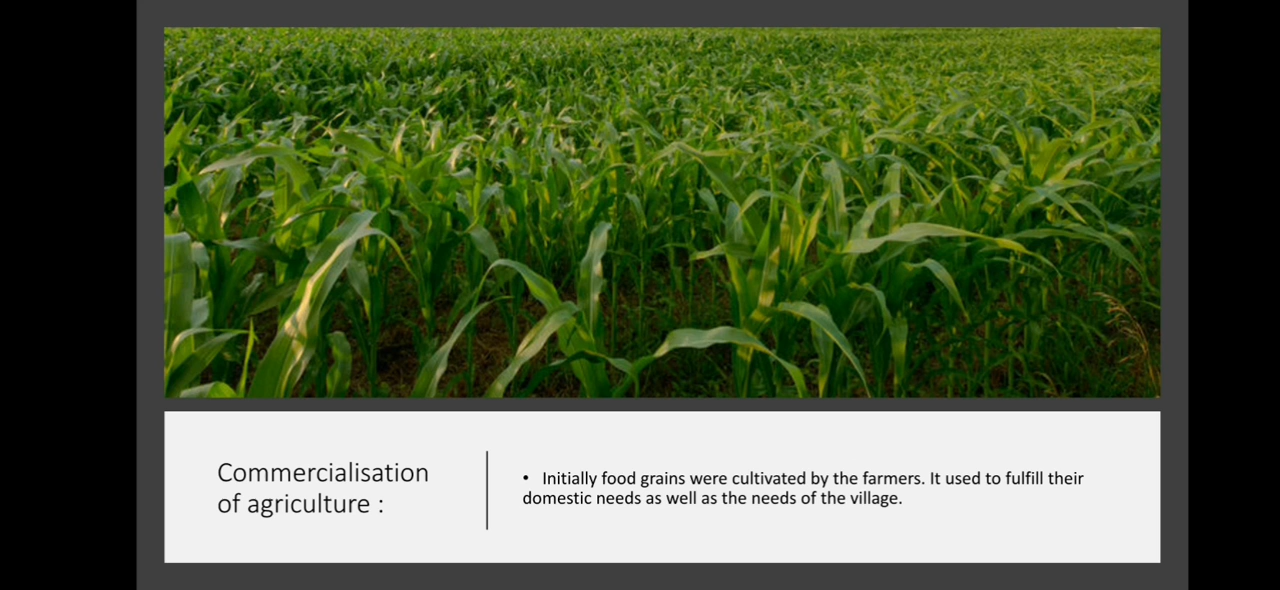 Commercialisation
of agriculture :
• Initially food grains were cultivated by the farmers. It used to fulfill their
domestic needs as well as the needs of the village.